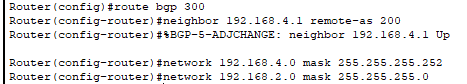 Router(config)#route bgp 300
Router(config-router)#neighbor 192.168.4.1 remote-as 200
Router(config-router)#%BGP-5-ADJCHANGE: neighbor 192.168.4.1 Up
Router(config-router)#network 192.168.4.0 mask 255.255.255.252
Router(config-router)#network 192.168.2.0 mask 255.255.255.0